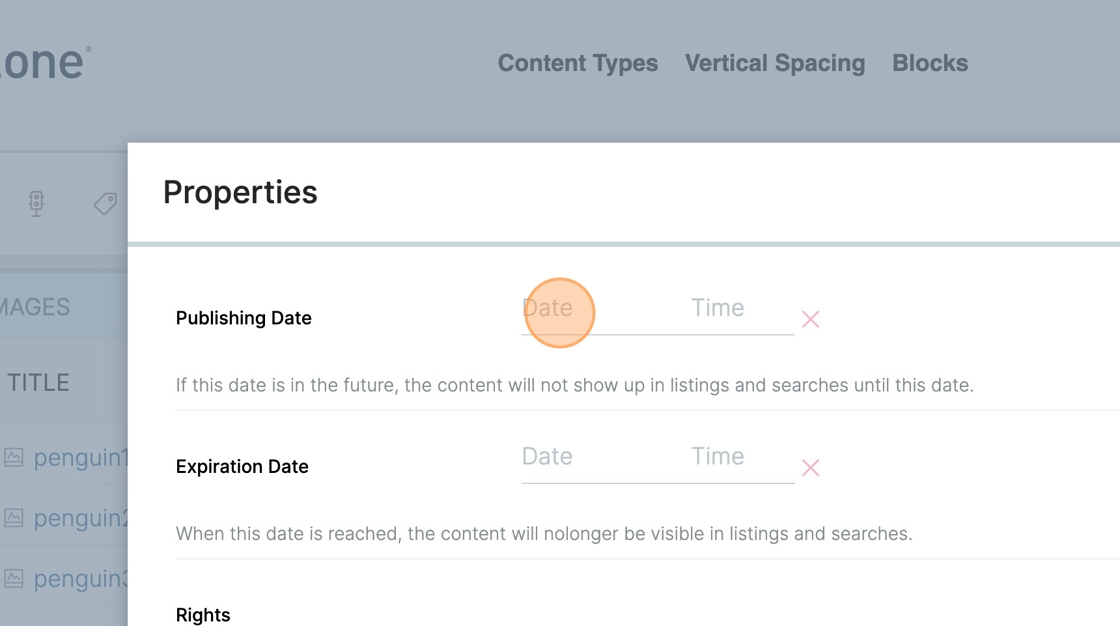 one®
Content Types Vertical Spacing Blocks
Properties
MAGES
Publishing Date Date Time
If this date is in the future, the content will not show up in listings and searches until this date.
TITLE
Expiration Date Date Time
penguin1
penguin2
When this date is reached, the content will nolonger be visible in listings and searches.
penguin3
Rights